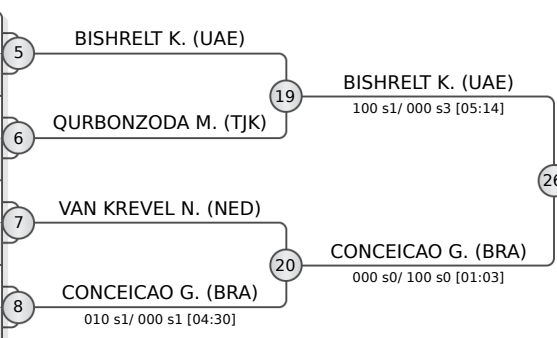 5
BISHRELT K. (UAE)
19
BISHRELT K. (UAE)
100 s1/ 000 s3 [05:14]
6
QURBONZODA M. (TJK)
26
7
VAN KREVEL N. (NED)
20
CONCEICAO G. (BRA)
000 s0/ 100 s0 [01:03]
8
CONCEICAO G. (BRA)
010 s1/ 000 s1 [04:30]